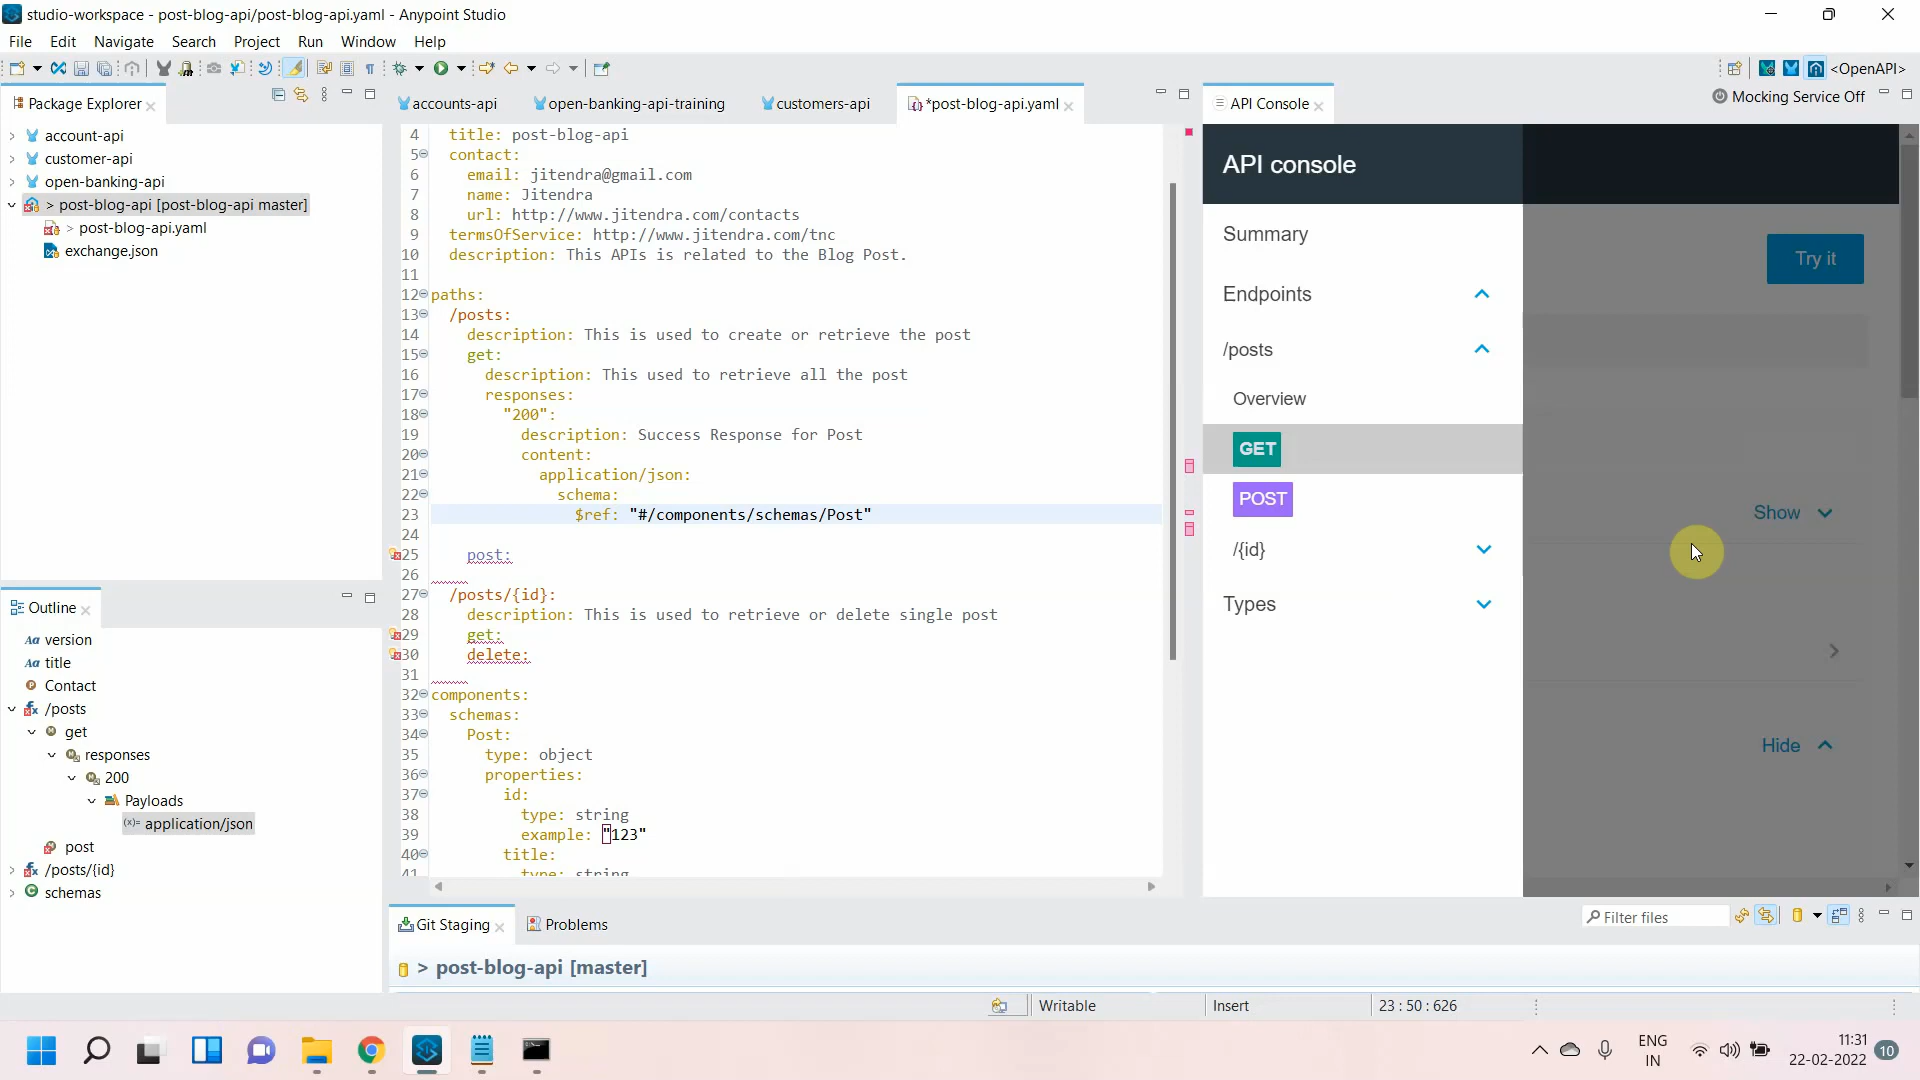 studio-workspace - post-blog-api/post-blog-api.yaml - Anypoint Studio
File Edit Navigate Search Project Run Window Help
<OpenAPI>
Package Explorer
account-api
customer-api
open-banking-api
> post-blog-api [post-blog-api master]
> post-blog-api.yaml
exchange.json
Outline
Aa version
Aa title
Contact
/posts
get
responses
200
Payloads
(x)= application/json
post
/posts/{id}
schemas
accounts-api
open-banking-api-training
customers-api
*post-blog-api.yaml
4 title: post-blog-api
5 contact:
6 email: jitendra@gmail.com
7 name: Jitendra
8 url: http://www.jitendra.com/contacts
9 termsOfService: http://www.jitendra.com/tnc
10 description: This APIs is related to the Blog Post.
11
12 paths:
13 /posts:
14 description: This is used to create or retrieve the post
15 get:
16 description: This used to retrieve all the post
17 responses:
18 "200":
19 description: Success Response for Post
20 content:
21 application/json:
22 schema:
23 $ref: "#/components/schemas/Post"
24
25 post:
26
27 /posts/{id}:
28 description: This is used to retrieve or delete single post
29 get:
30 delete:
31
32 components:
33 schemas:
34 Post:
35 type: object
36 properties:
37 id:
38 type: string
39 example: "123"
40 title:
41 type: string
API Console
Mocking Service Off
API console
Summary
Endpoints
/posts
Overview
GET
POST
/{id}
Types
Try it
Show
Hide
Git Staging
Problems
Filter files
> post-blog-api [master]
Writable
Insert
23 : 50 : 626
ENG
IN
11:31
22-02-2022
10